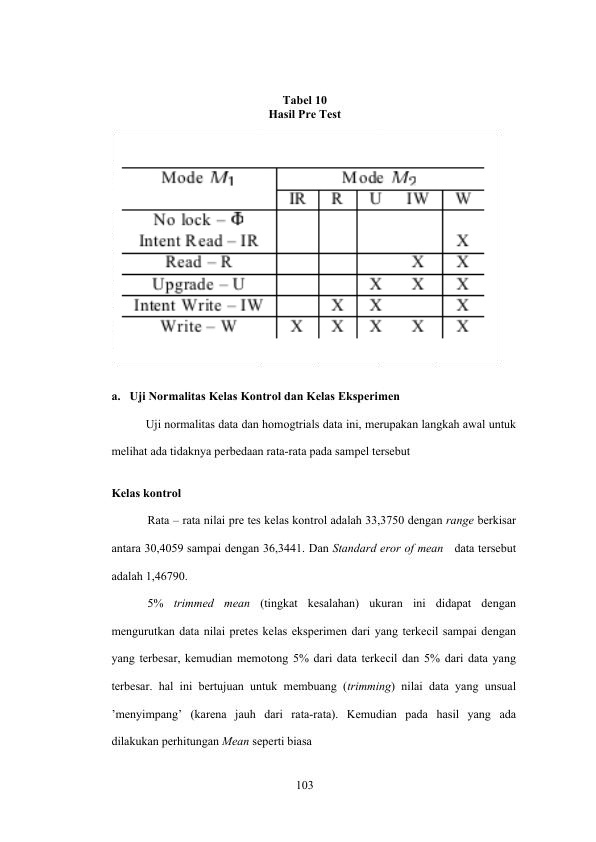 Tabel 10
Hasil Pre Test
Mode M1 Mode M2
IR R U IW W
No lock – Φ
Intent Read – IR X
Read – R X X
Upgrade – U X X X
Intent Write – IW X X X
Write – W X X X X X
a. Uji Normalitas Kelas Kontrol dan Kelas Eksperimen
Uji normalitas data dan homogtrials data ini, merupakan langkah awal untuk
melihat ada tidaknya perbedaan rata-rata pada sampel tersebut
Kelas kontrol
Rata – rata nilai pre tes kelas kontrol adalah 33,3750 dengan range berkisar
antara 30,4059 sampai dengan 36,3441. Dan Standard eror of mean data tersebut
adalah 1,46790.
5% trimmed mean (tingkat kesalahan) ukuran ini didapat dengan
mengurutkan data nilai pretes kelas eksperimen dari yang terkecil sampai dengan
yang terbesar, kemudian memotong 5% dari data terkecil dan 5% dari data yang
terbesar. hal ini bertujuan untuk membuang (trimming) nilai data yang unsual
’menyimpang’ (karena jauh dari rata-rata). Kemudian pada hasil yang ada
dilakukan perhitungan Mean seperti biasa
103